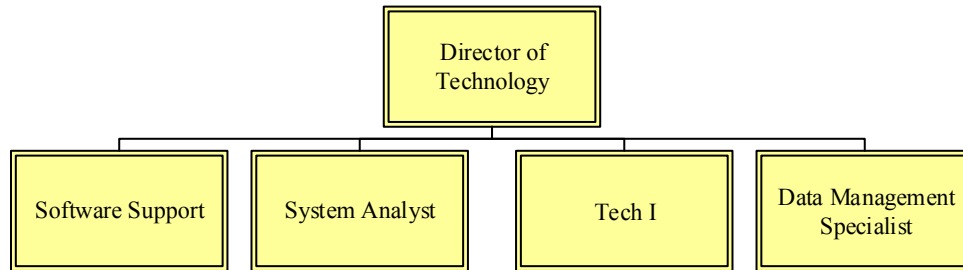 Director of
Technology
Software Support
System Analyst
Tech I
Data Management
Specialist